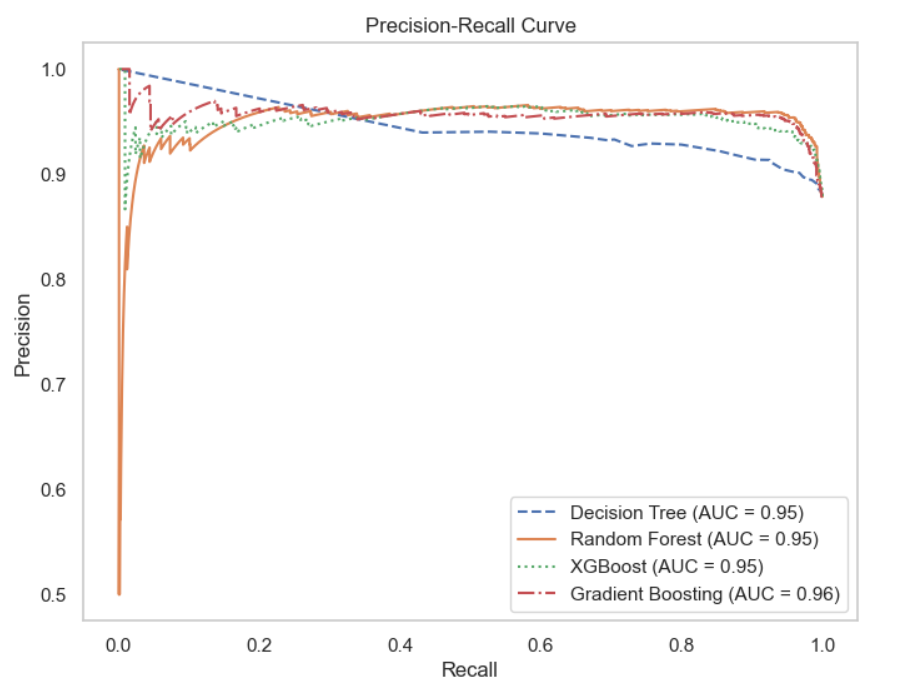 Precision-Recall Curve
1.0
0.9
0.8
0.7
0.6
0.5
Precision
Decision Tree (AUC = 0.95)
Random Forest (AUC = 0.95)
XGBoost (AUC = 0.95)
Gradient Boosting (AUC = 0.96)
0.0 0.2 0.4 0.6 0.8 1.0
Recall